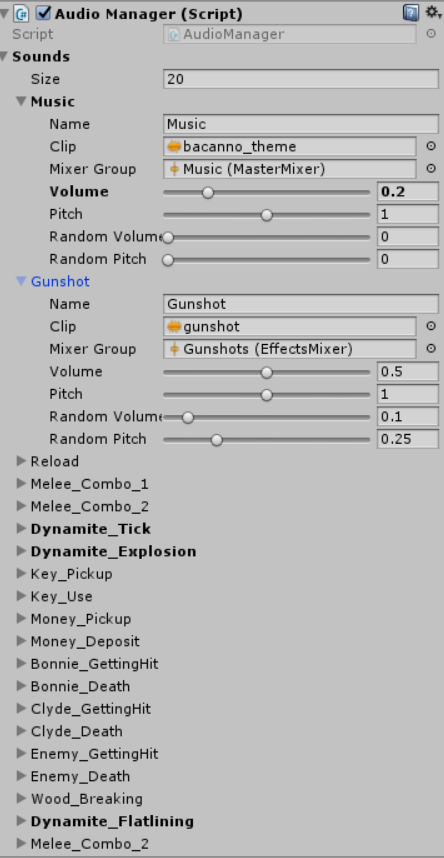 Audio Manager (Script)
Script AudioManager
Sounds
Size 20
Music
Name Music
Clip bacanno_theme
Mixer Group Music (MasterMixer)
Volume 0.2
Pitch 1
Random Volume 0
Random Pitch 0
Gunshot
Name Gunshot
Clip gunshot
Mixer Group Gunshots (EffectsMixer)
Volume 0.5
Pitch 1
Random Volume 0.1
Random Pitch 0.25
Reload
Melee_Combo_1
Melee_Combo_2
Dynamite_Tick
Dynamite_Explosion
Key_Pickup
Key_Use
Money_Pickup
Money_Deposit
Bonnie_GettingHit
Bonnie_Death
Clyde_GettingHit
Clyde_Death
Enemy_GettingHit
Enemy_Death
Wood_Breaking
Dynamite_Flatlining
Melee_Combo_2